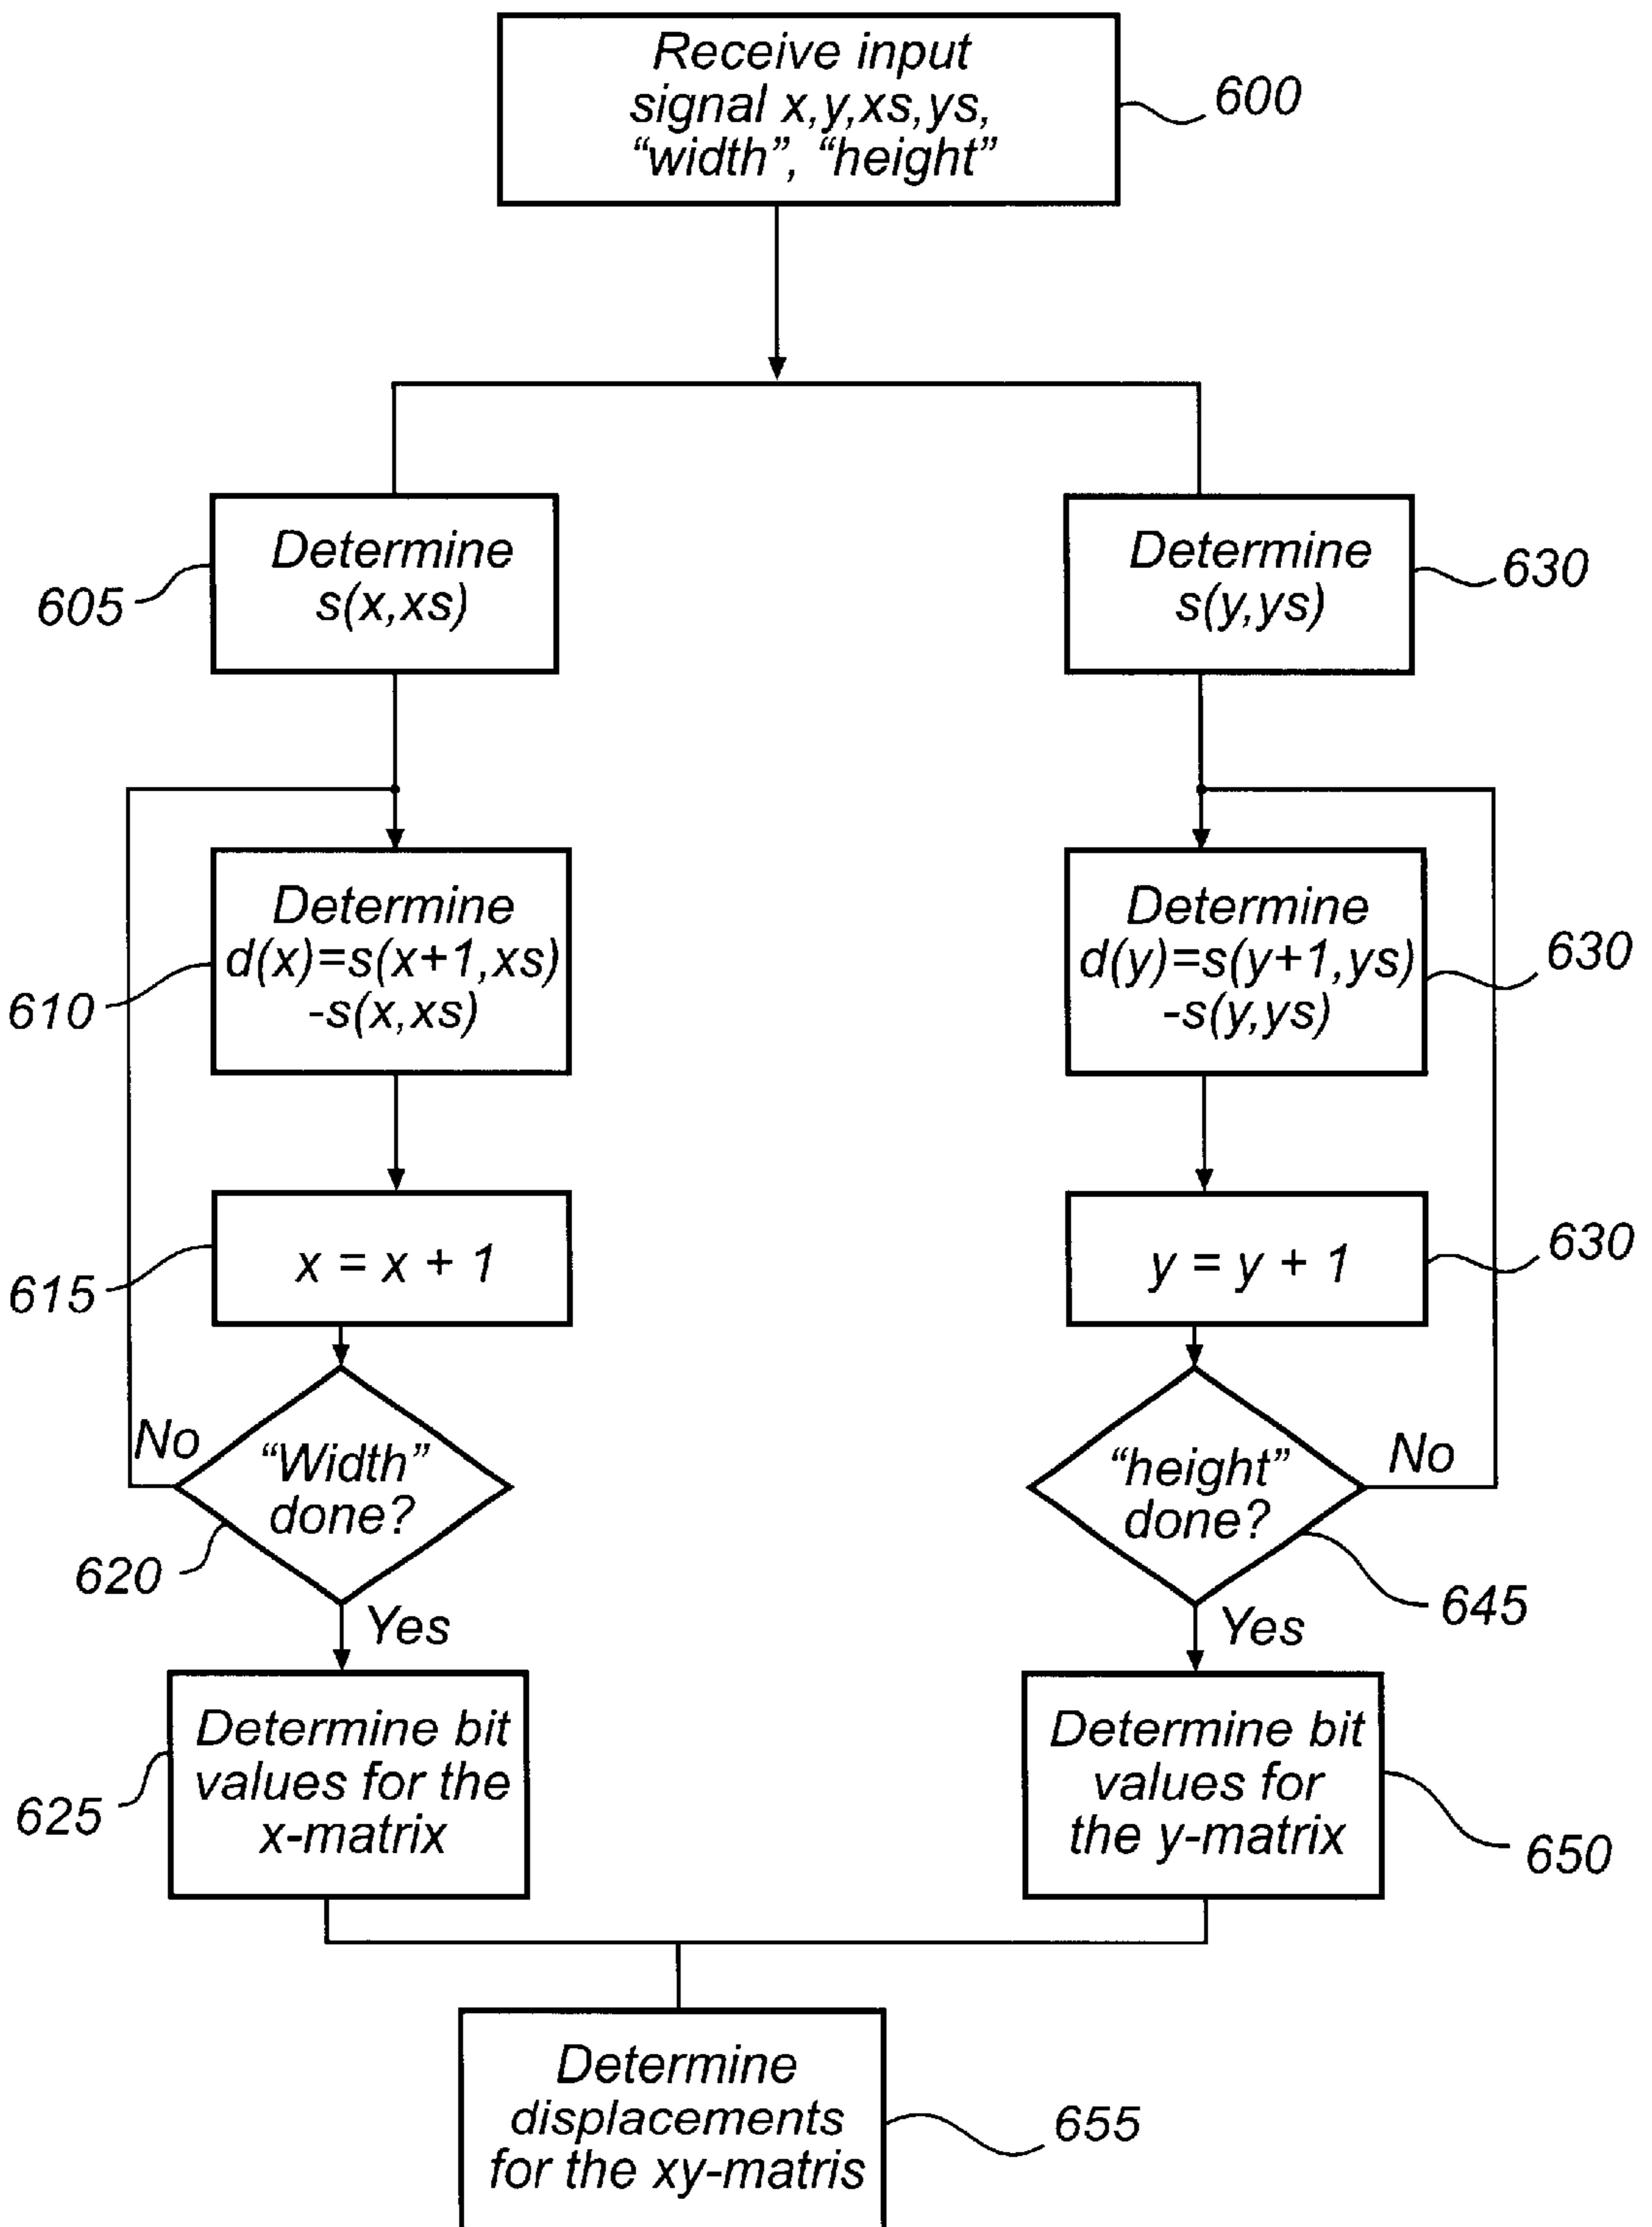 Receive input
signal x,y,xs,ys,
“width”, “height”
600
Determine
s(x,xs)
605
Determine
s(y,ys)
630
Determine
d(x)=s(x+1,xs)
-s(x,xs)
610
Determine
d(y)=s(y+1,ys)
-s(y,ys)
630
x = x + 1
615
y = y + 1
630
No
“Width”
done?
620
Yes
“height”
done?
No
645
Yes
Determine bit
values for the
x-matrix
625
Determine bit
values for
the y-matrix
650
Determine
displacements
for the xy-matris
655